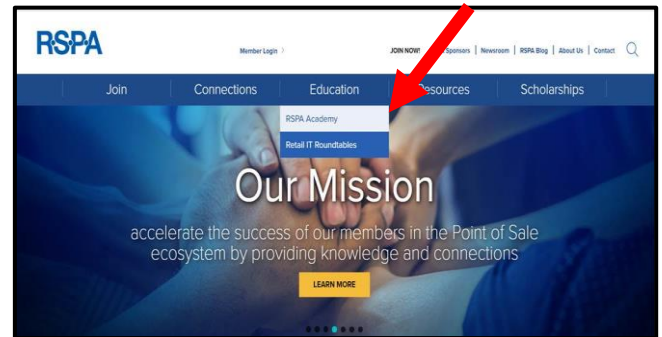 RSPA
Member Login
JOIN NOW! Sponsors | Newsroom | RSPA Blog | About Us | Contact
Join Connections Education Resources Scholarships
RSPA Academy
Retail IT Roundtables
Our Mission
accelerate the success of our members in the Point of Sale
ecosystem by providing knowledge and connections
LEARN MORE